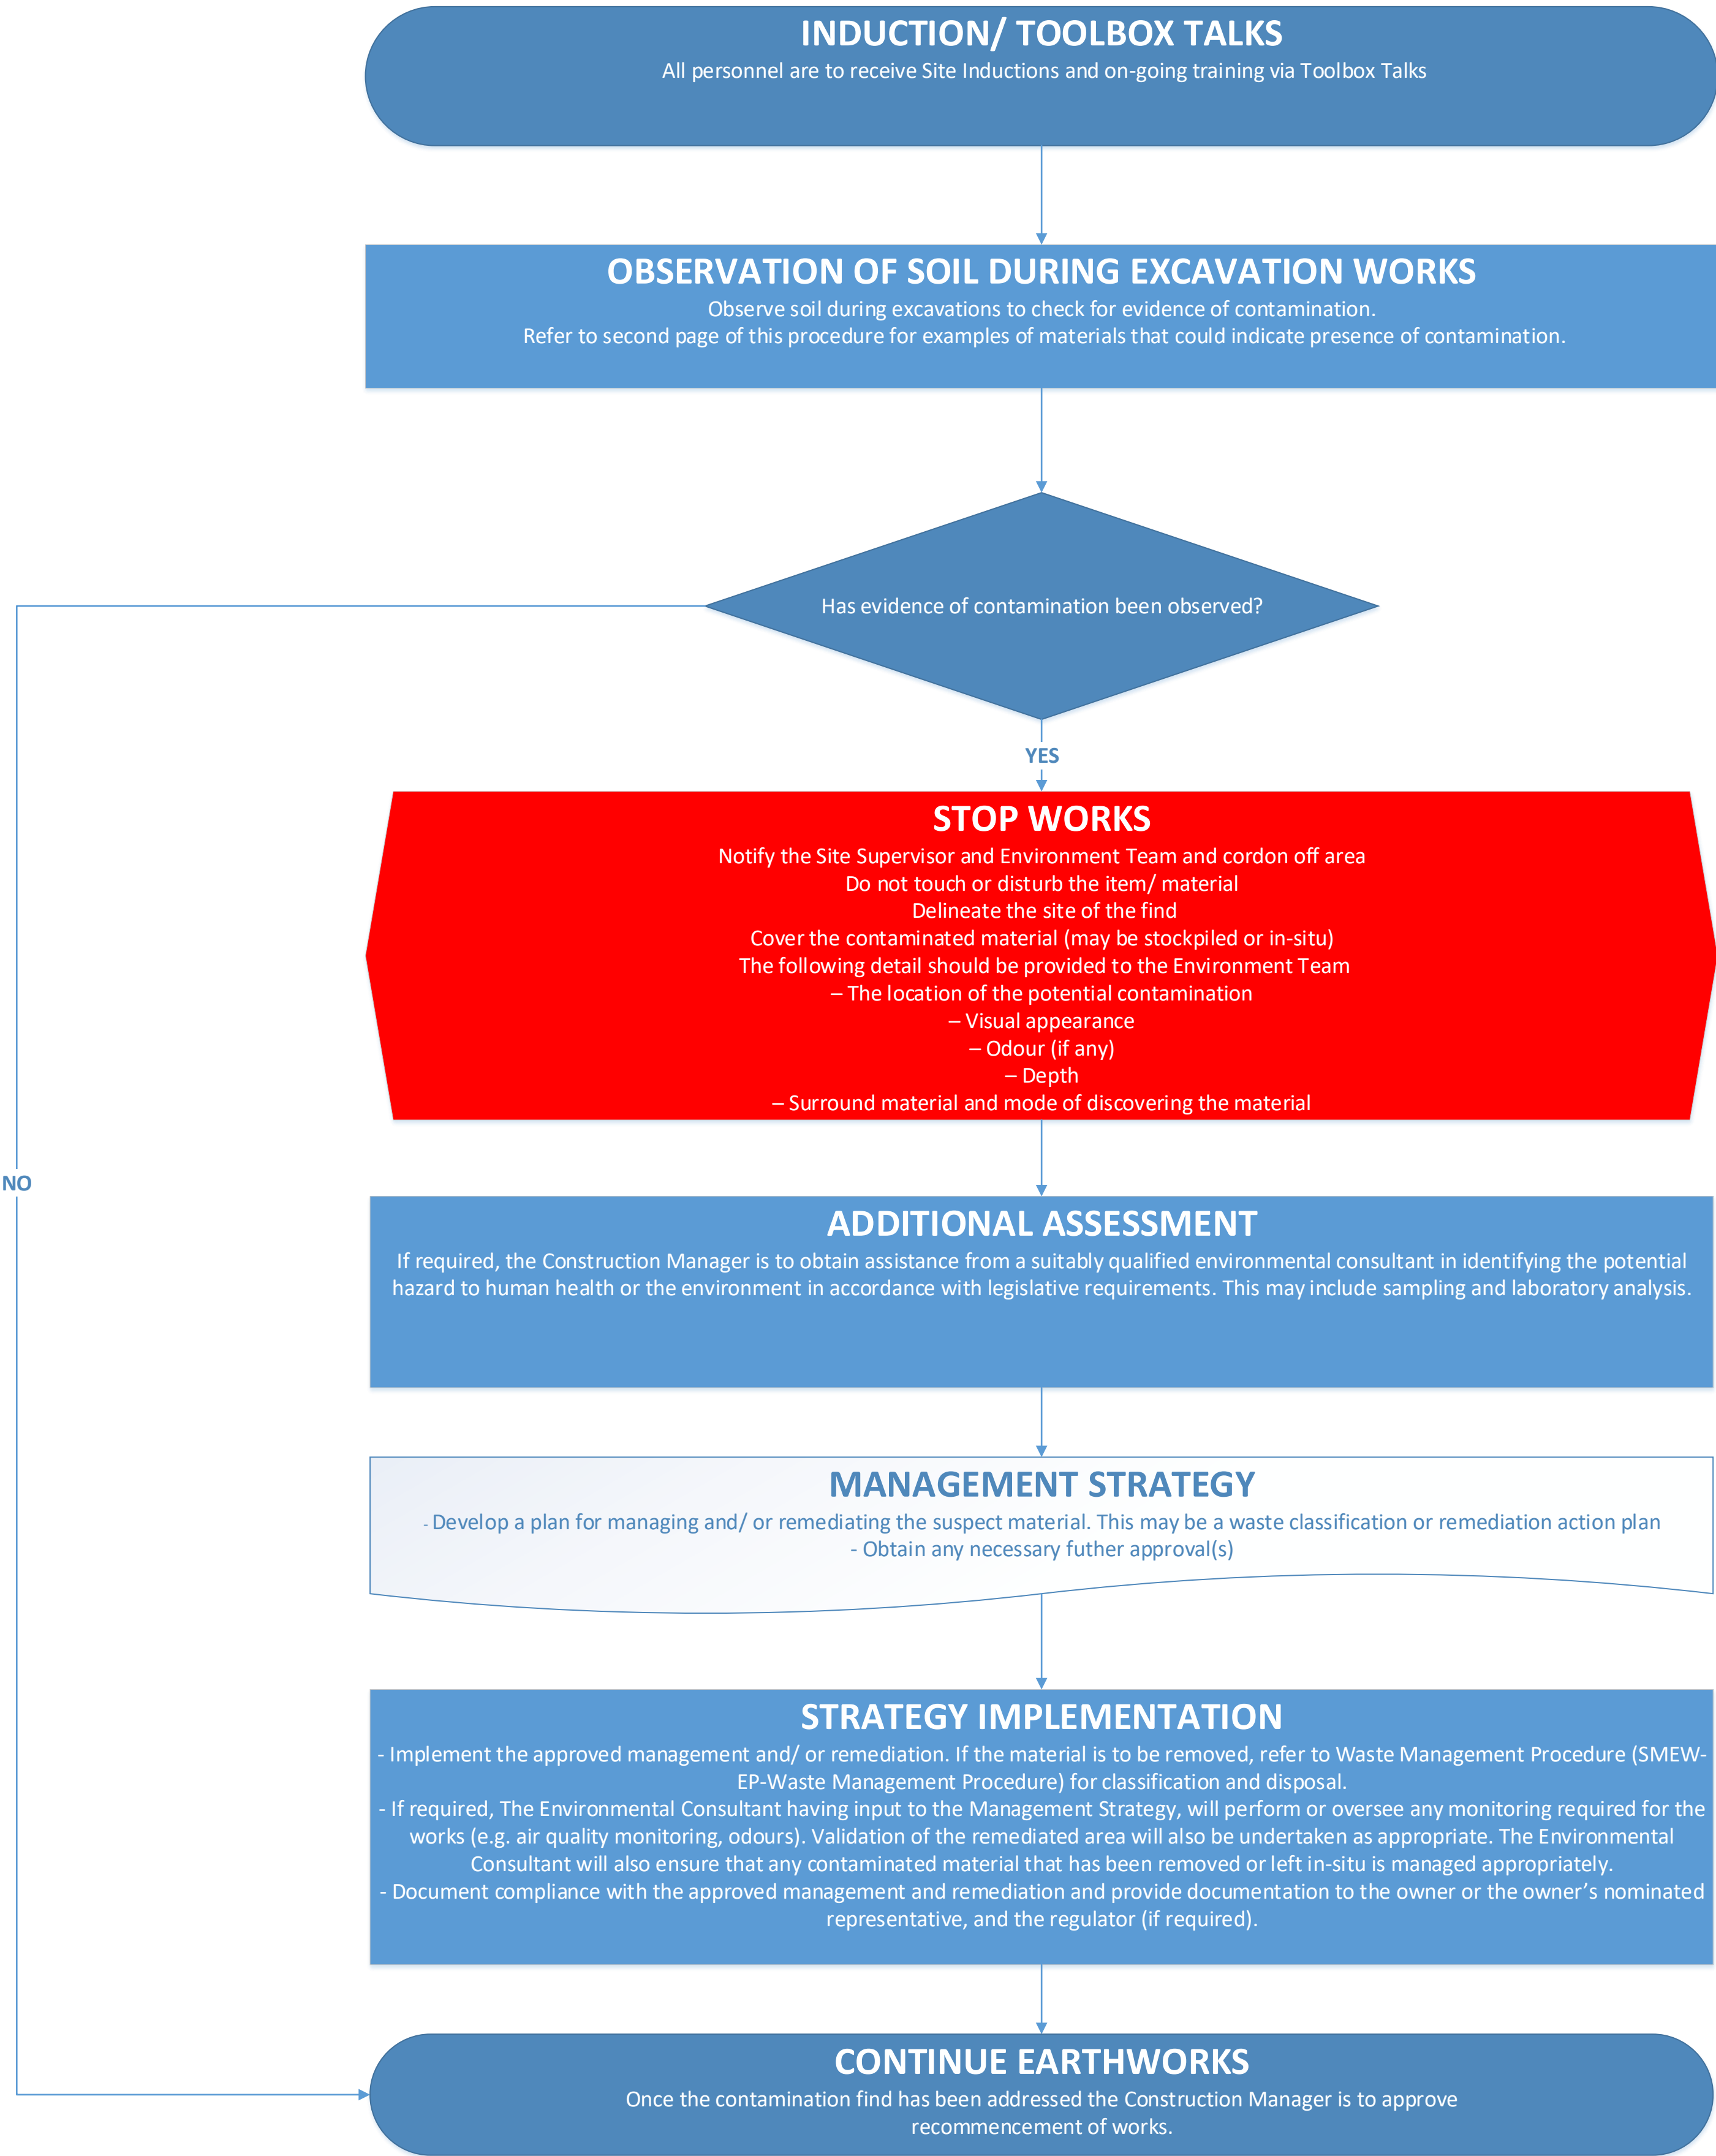 INDUCTION/ TOOLBOX TALKS
All personnel are to receive Site Inductions and on-going training via Toolbox Talks
OBSERVATION OF SOIL DURING EXCAVATION WORKS
Observe soil during excavations to check for evidence of contamination.
Refer to second page of this procedure for examples of materials that could indicate presence of contamination.
Has evidence of contamination been observed?
YES
STOP WORKS
Notify the Site Supervisor and Environment Team and cordon off area
Do not touch or disturb the item/ material
Delineate the site of the find
Cover the contaminated material (may be stockpiled or in-situ)
The following detail should be provided to the Environment Team
– The location of the potential contamination
– Visual appearance
– Odour (if any)
– Depth
– Surround material and mode of discovering the material
NO
ADDITIONAL ASSESSMENT
If required, the Construction Manager is to obtain assistance from a suitably qualified environmental consultant in identifying the potential
hazard to human health or the environment in accordance with legislative requirements. This may include sampling and laboratory analysis.
MANAGEMENT STRATEGY
- Develop a plan for managing and/ or remediating the suspect material. This may be a waste classification or remediation action plan
- Obtain any necessary futher approval(s)
STRATEGY IMPLEMENTATION
- Implement the approved management and/ or remediation. If the material is to be removed, refer to Waste Management Procedure (SMEW-
EP-Waste Management Procedure) for classification and disposal.
- If required, The Environmental Consultant having input to the Management Strategy, will perform or oversee any monitoring required for the
works (e.g. air quality monitoring, odours). Validation of the remediated area will also be undertaken as appropriate. The Environmental
Consultant will also ensure that any contaminated material that has been removed or left in-situ is managed appropriately.
- Document compliance with the approved management and remediation and provide documentation to the owner or the owner’s nominated
representative, and the regulator (if required).
CONTINUE EARTHWORKS
Once the contamination find has been addressed the Construction Manager is to approve
recommencement of works.